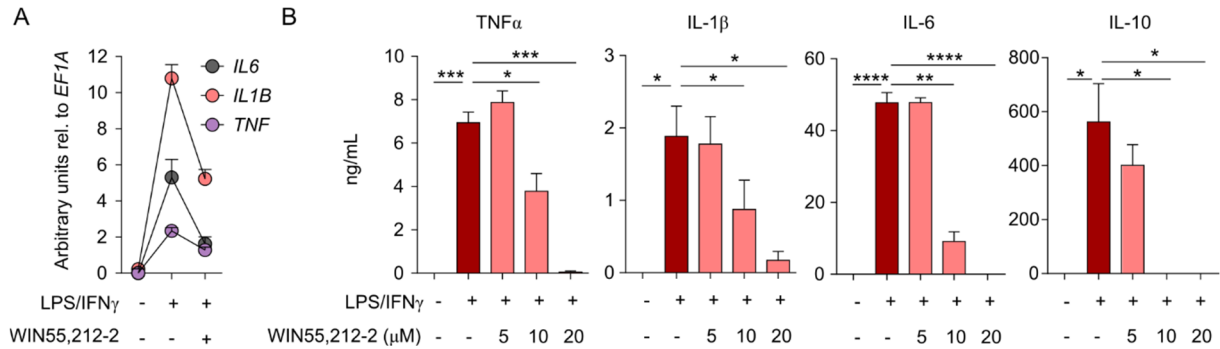 A
Arbitrary units rel. to EF1A
12
10
8
6
4
2
0
IL6
IL1B
TNF
LPS/IFNγ - + +
WIN55,212-2 - - +
B
TNFα
ng/mL
10
8
6
4
2
0
***
***
*
IL-1β
3
2
1
0
*
*
*
IL-6
60
40
20
0
****
****
**
IL-10
800
600
400
200
0
*
*
*
LPS/IFNγ - + + + + - + + + + - + + + + - + + + +
WIN55,212-2 (μM) - - 5 10 20 - - 5 10 20 - - 5 10 20 - - 5 10 20